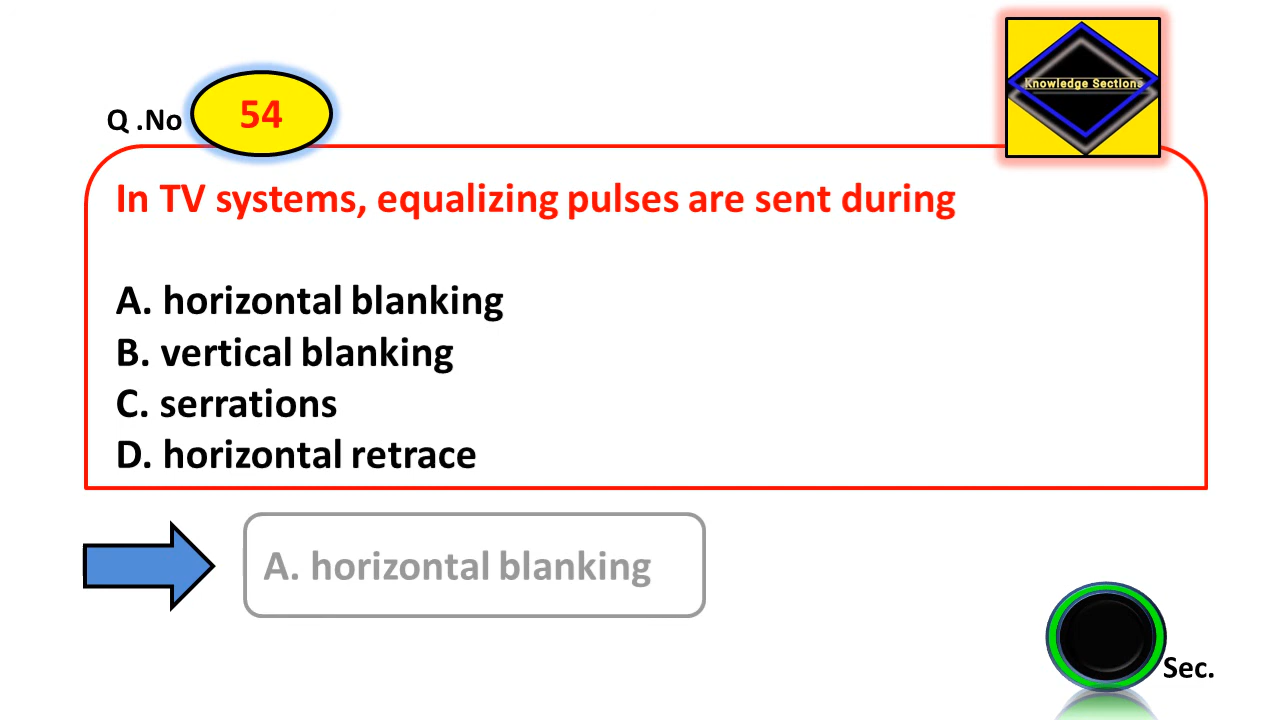 Knowledge Sections
Q .No 54
In TV systems, equalizing pulses are sent during
A. horizontal blanking
B. vertical blanking
C. serrations
D. horizontal retrace
A. horizontal blanking
Sec.